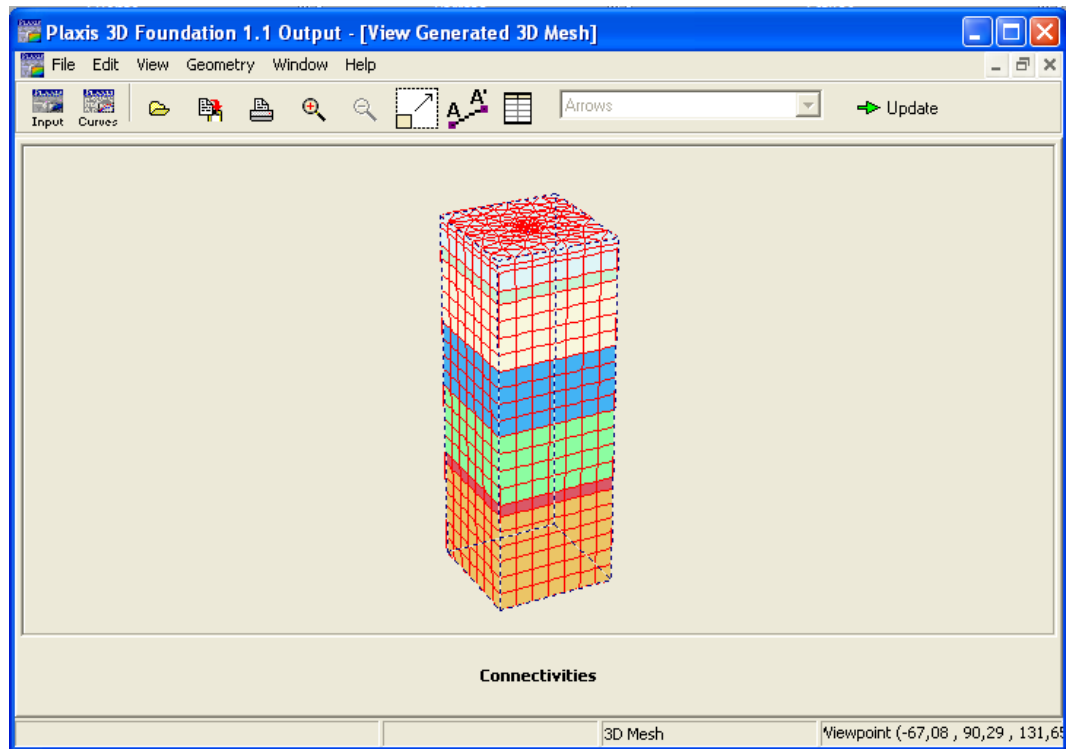 Plaxis 3D Foundation 1.1 Output - [View Generated 3D Mesh]
File Edit View Geometry Window Help
Input Curves A A' Arrows Update
Connectivities
3D Mesh Viewpoint (-67,08 , 90,29 , 131,65